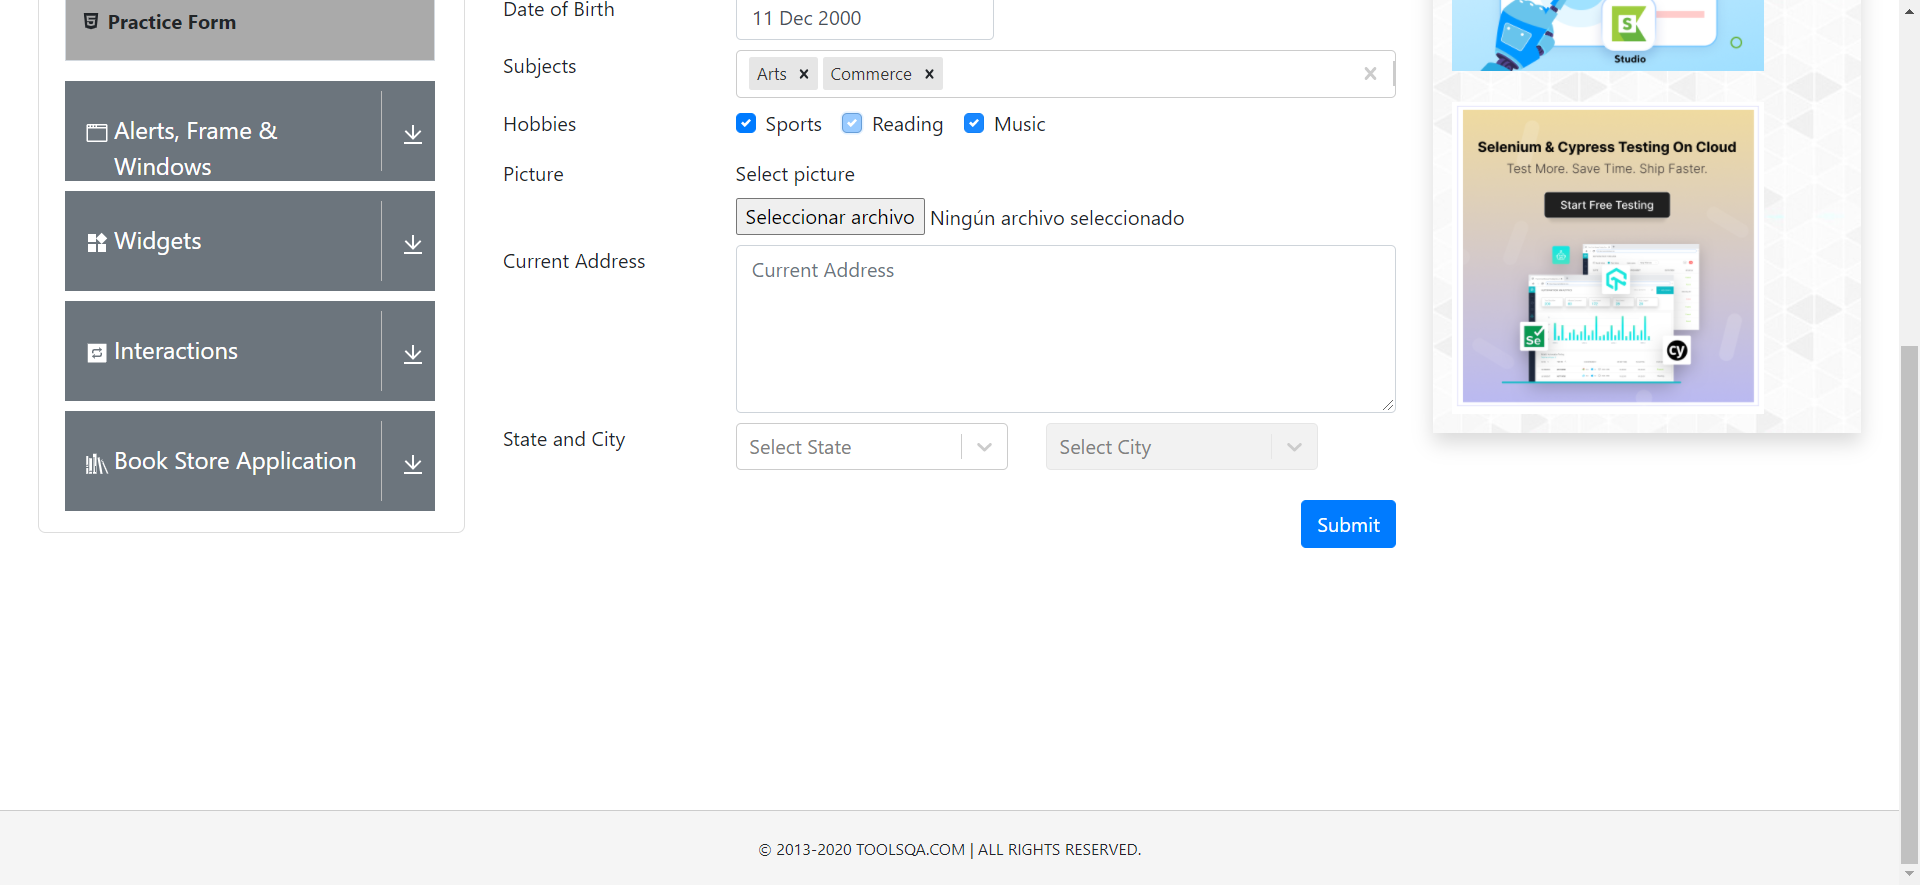 Practice Form
Alerts, Frame &
Windows
Widgets
Interactions
Book Store Application
Date of Birth
11 Dec 2000
Subjects
Arts
Commerce
Hobbies
Sports
Reading
Music
Picture
Select picture
Seleccionar archivo Ningún archivo seleccionado
Current Address
Current Address
State and City
Select State
Select City
Submit
S
Studio
Selenium & Cypress Testing On Cloud
Test More. Save Time. Ship Faster.
Start Free Testing
Se
cy
© 2013-2020 TOOLSQA.COM | ALL RIGHTS RESERVED.